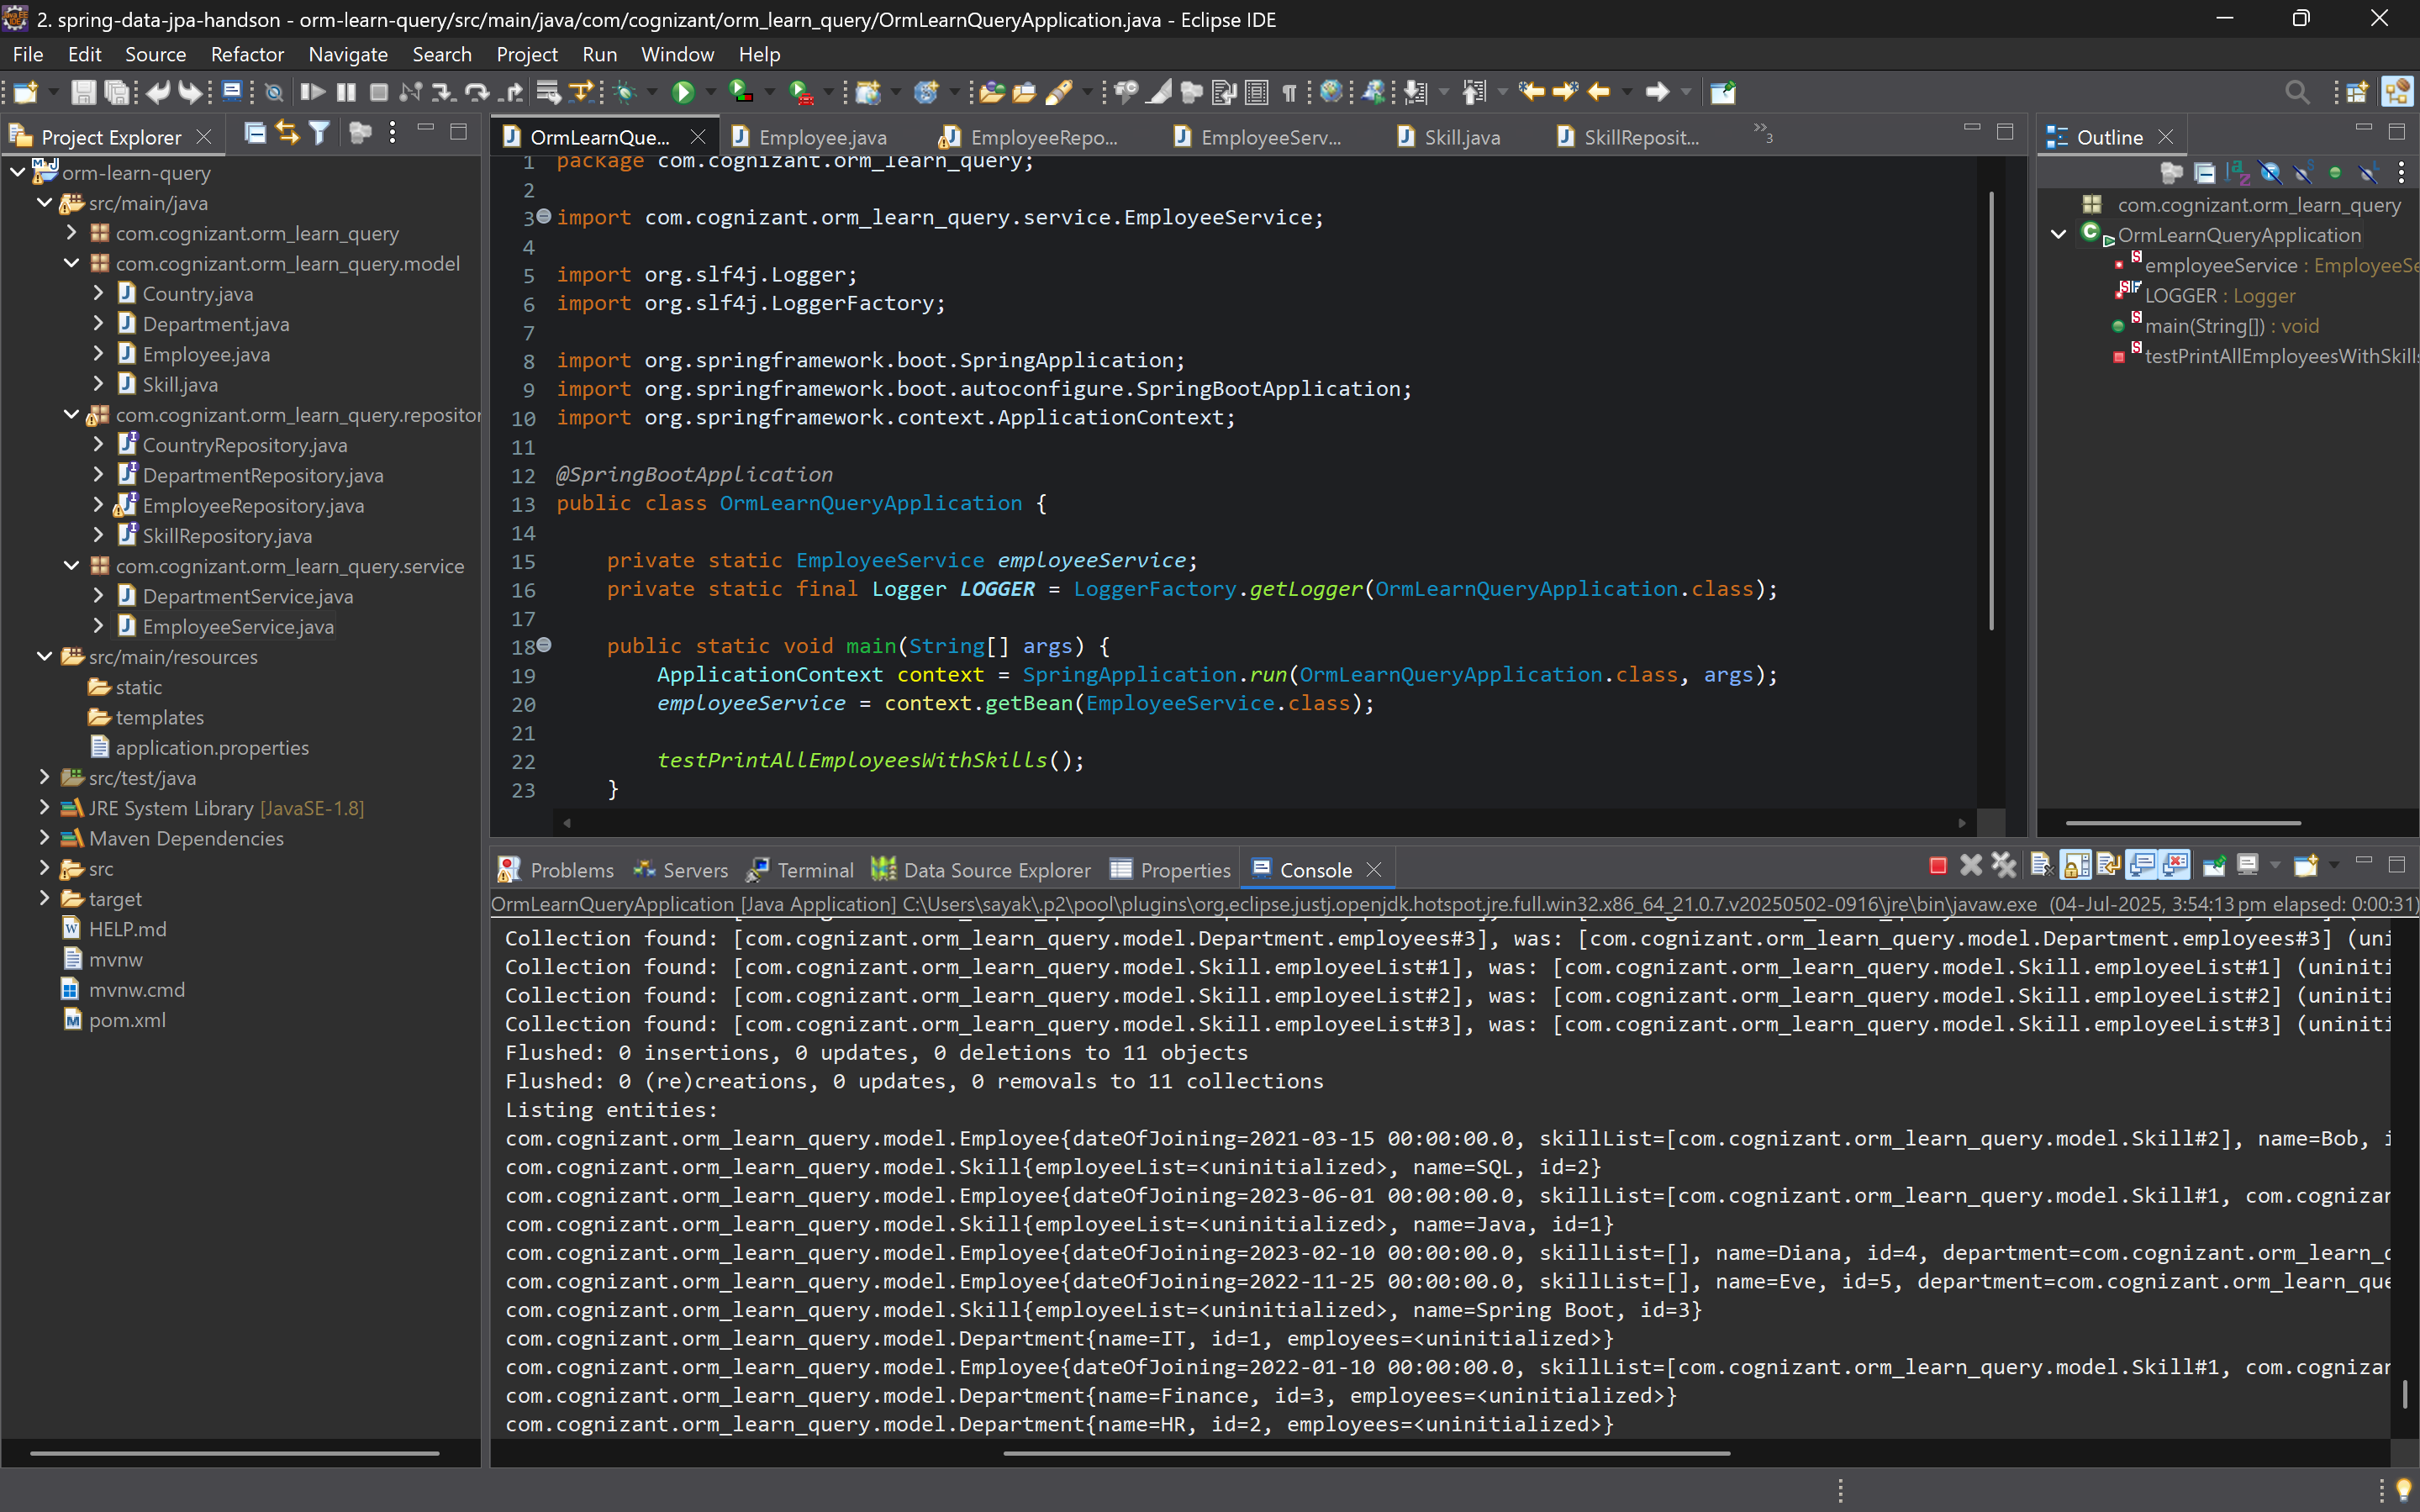 2. spring-data-jpa-handson - orm-learn-query/src/main/java/com/cognizant/orm_learn_query/OrmLearnQueryApplication.java - Eclipse IDE
File Edit Source Refactor Navigate Search Project Run Window Help
Project Explorer
orm-learn-query
src/main/java
com.cognizant.orm_learn_query
com.cognizant.orm_learn_query.model
Country.java
Department.java
Employee.java
Skill.java
com.cognizant.orm_learn_query.repositor
CountryRepository.java
DepartmentRepository.java
EmployeeRepository.java
SkillRepository.java
com.cognizant.orm_learn_query.service
DepartmentService.java
EmployeeService.java
src/main/resources
static
templates
application.properties
src/test/java
JRE System Library [JavaSE-1.8]
Maven Dependencies
src
target
HELP.md
mvnw
mvnw.cmd
pom.xml
OrmLearnQue... Employee.java EmployeeRepo... EmployeeServ... Skill.java SkillReposit... »3
1 package com.cognizant.orm_learn_query;
2
3 import com.cognizant.orm_learn_query.service.EmployeeService;
4
5 import org.slf4j.Logger;
6 import org.slf4j.LoggerFactory;
7
8 import org.springframework.boot.SpringApplication;
9 import org.springframework.boot.autoconfigure.SpringBootApplication;
10 import org.springframework.context.ApplicationContext;
11
12 @SpringBootApplication
13 public class OrmLearnQueryApplication {
14
15 private static EmployeeService employeeService;
16 private static final Logger LOGGER = LoggerFactory.getLogger(OrmLearnQueryApplication.class);
17
18 public static void main(String[] args) {
19 ApplicationContext context = SpringApplication.run(OrmLearnQueryApplication.class, args);
20 employeeService = context.getBean(EmployeeService.class);
21
22 testPrintAllEmployeesWithSkills();
23 }
Outline
com.cognizant.orm_learn_query
OrmLearnQueryApplication
employeeService : EmployeeSe
LOGGER : Logger
main(String[]) : void
testPrintAllEmployeesWithSkill
Problems Servers Terminal Data Source Explorer Properties Console
OrmLearnQueryApplication [Java Application] C:\Users\sayak\.p2\pool\plugins\org.eclipse.justj.openjdk.hotspot.jre.full.win32.x86_64_21.0.7.v20250502-0916\jre\bin\javaw.exe (04-Jul-2025, 3:54:13 pm elapsed: 0:00:31)
Collection found: [com.cognizant.orm_learn_query.model.Department.employees#3], was: [com.cognizant.orm_learn_query.model.Department.employees#3] (uni
Collection found: [com.cognizant.orm_learn_query.model.Skill.employeeList#1], was: [com.cognizant.orm_learn_query.model.Skill.employeeList#1] (uniniti
Collection found: [com.cognizant.orm_learn_query.model.Skill.employeeList#2], was: [com.cognizant.orm_learn_query.model.Skill.employeeList#2] (uniniti
Collection found: [com.cognizant.orm_learn_query.model.Skill.employeeList#3], was: [com.cognizant.orm_learn_query.model.Skill.employeeList#3] (uniniti
Flushed: 0 insertions, 0 updates, 0 deletions to 11 objects
Flushed: 0 (re)creations, 0 updates, 0 removals to 11 collections
Listing entities:
com.cognizant.orm_learn_query.model.Employee{dateOfJoining=2021-03-15 00:00:00.0, skillList=[com.cognizant.orm_learn_query.model.Skill#2], name=Bob, i
com.cognizant.orm_learn_query.model.Skill{employeeList=<uninitialized>, name=SQL, id=2}
com.cognizant.orm_learn_query.model.Employee{dateOfJoining=2023-06-01 00:00:00.0, skillList=[com.cognizant.orm_learn_query.model.Skill#1, com.cognizan
com.cognizant.orm_learn_query.model.Skill{employeeList=<uninitialized>, name=Java, id=1}
com.cognizant.orm_learn_query.model.Employee{dateOfJoining=2023-02-10 00:00:00.0, skillList=[], name=Diana, id=4, department=com.cognizant.orm_learn_q
com.cognizant.orm_learn_query.model.Employee{dateOfJoining=2022-11-25 00:00:00.0, skillList=[], name=Eve, id=5, department=com.cognizant.orm_learn_que
com.cognizant.orm_learn_query.model.Skill{employeeList=<uninitialized>, name=Spring Boot, id=3}
com.cognizant.orm_learn_query.model.Department{name=IT, id=1, employees=<uninitialized>}
com.cognizant.orm_learn_query.model.Employee{dateOfJoining=2022-01-10 00:00:00.0, skillList=[com.cognizant.orm_learn_query.model.Skill#1, com.cognizan
com.cognizant.orm_learn_query.model.Department{name=Finance, id=3, employees=<uninitialized>}
com.cognizant.orm_learn_query.model.Department{name=HR, id=2, employees=<uninitialized>}